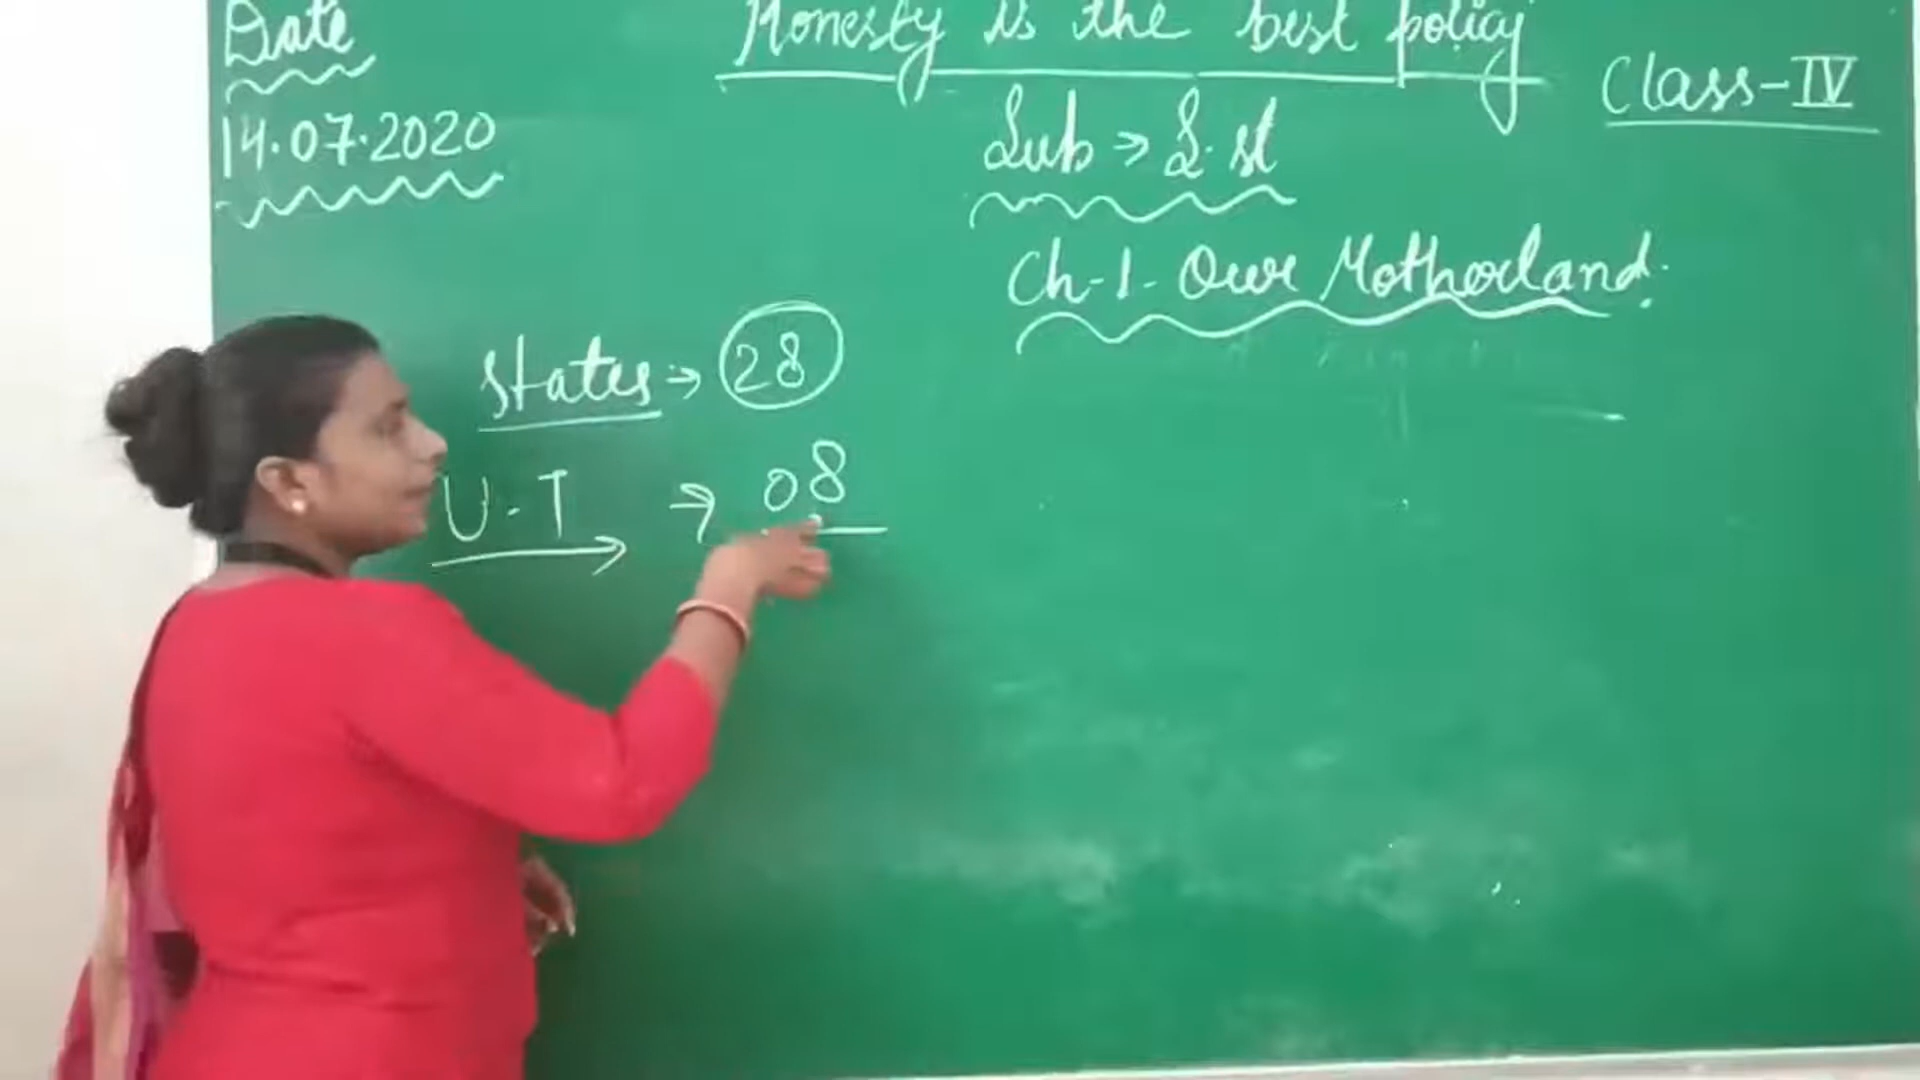 Date
14.07.2020
Honesty is the best policy
Class-IV
Sub → S.st
Ch-1. Our Motherland.
States → 28
U.T → 08